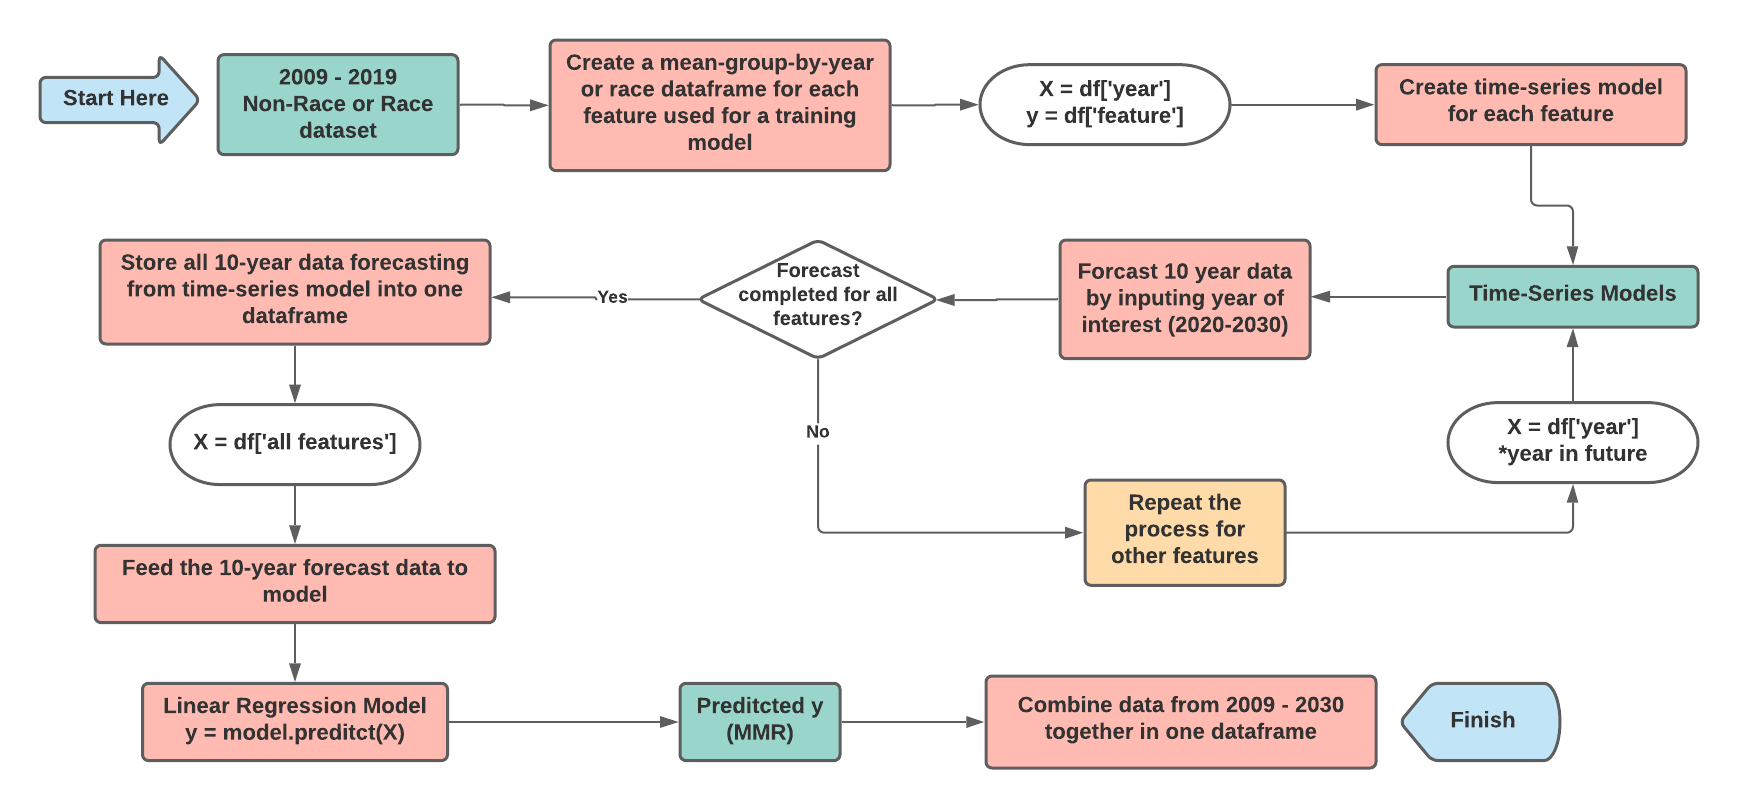 Start Here
2009 - 2019
Non-Race or Race
dataset
Create a mean-group-by-year
or race dataframe for each
feature used for a training
model
X = df['year']
y = df['feature']
Create time-series model
for each feature
Time-Series Models
Forcast 10 year data
by inputing year of
interest (2020-2030)
Forecast
completed for all
features?
Yes
Store all 10-year data forecasting
from time-series model into one
dataframe
No
Repeat the
process for
other features
X = df['year']
*year in future
X = df['all features']
Feed the 10-year forecast data to
model
Linear Regression Model
y = model.preditct(X)
Preditcted y
(MMR)
Combine data from 2009 - 2030
together in one dataframe
Finish